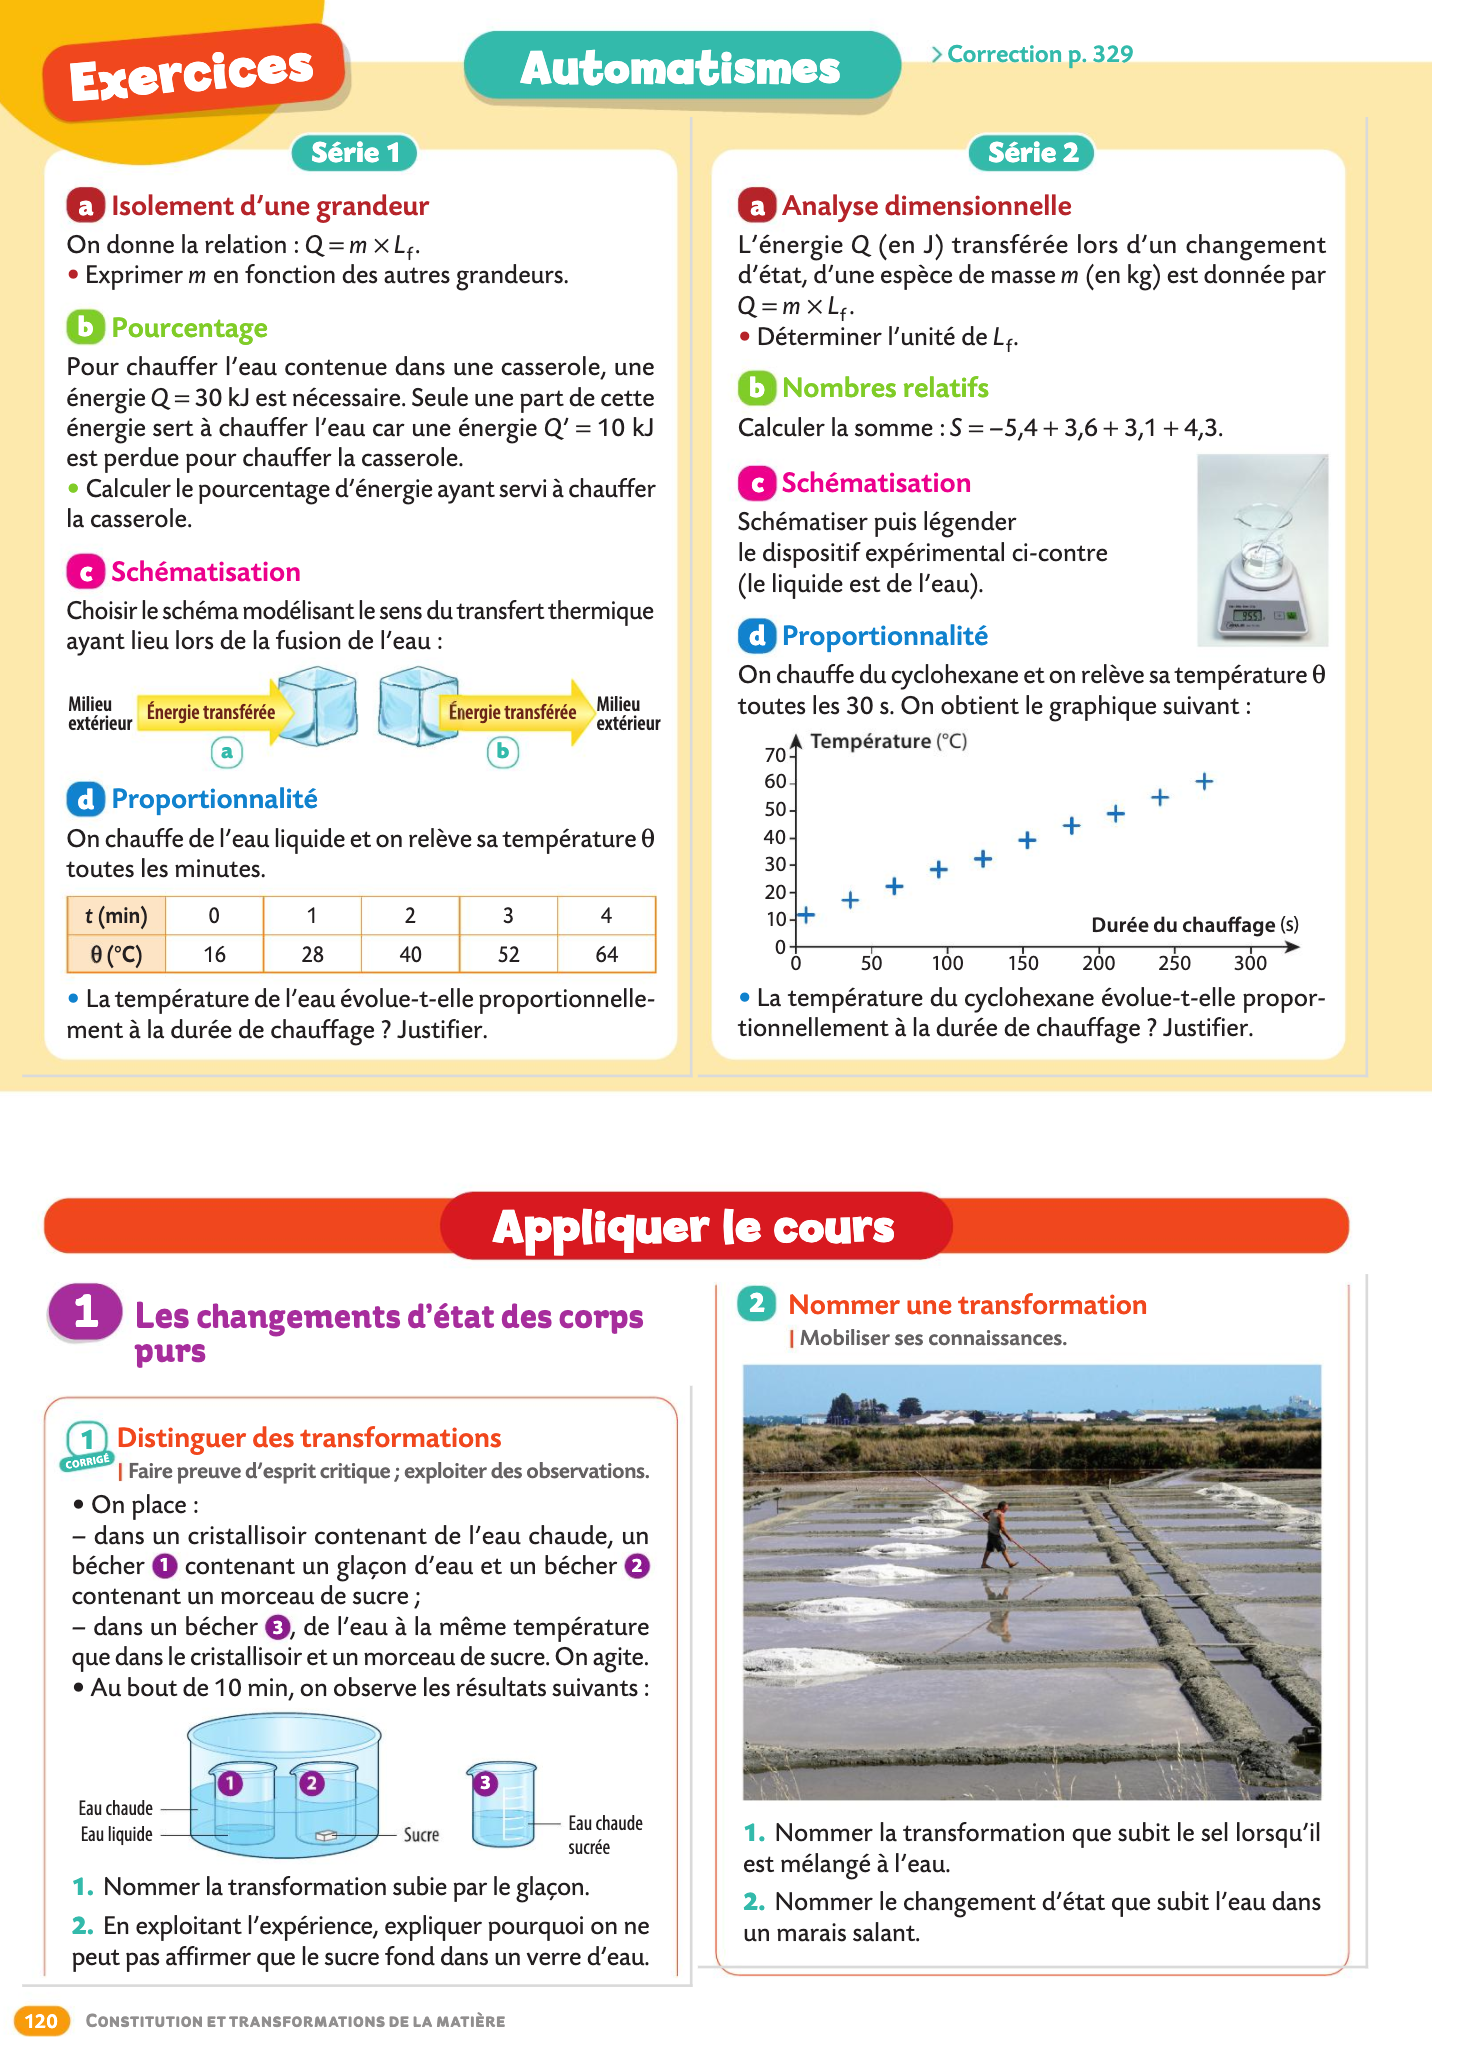 Exercices
Automatismes
> Correction p. 329
Série 1
a Isolement d'une grandeur
On donne la relation : Q = m × Lf.
• Exprimer m en fonction des autres grandeurs.
b Pourcentage
Pour chauffer l'eau contenue dans une casserole, une
énergie Q = 30 kJ est nécessaire. Seule une part de cette
énergie sert à chauffer l'eau car une énergie Q' = 10 kJ
est perdue pour chauffer la casserole.
• Calculer le pourcentage d'énergie ayant servi à chauffer
la casserole.
c Schématisation
Choisir le schéma modélisant le sens du transfert thermique
ayant lieu lors de la fusion de l'eau :
Milieu
extérieur
Énergie transférée
a
Énergie transférée
Milieu
extérieur
b
d Proportionnalité
On chauffe de l'eau liquide et on relève sa température θ
toutes les minutes.
t (min) 0 1 2 3 4
θ (°C) 16 28 40 52 64
• La température de l'eau évolue-t-elle proportionnelle-
ment à la durée de chauffage ? Justifier.
Série 2
a Analyse dimensionnelle
L'énergie Q (en J) transférée lors d'un changement
d'état, d'une espèce de masse m (en kg) est donnée par
Q = m × Lf.
• Déterminer l'unité de Lf.
b Nombres relatifs
Calculer la somme : S = –5,4 + 3,6 + 3,1 + 4,3.
c Schématisation
Schématiser puis légender
le dispositif expérimental ci-contre
(le liquide est de l'eau).
d Proportionnalité
On chauffe du cyclohexane et on relève sa température θ
toutes les 30 s. On obtient le graphique suivant :
Température (°C)
70
60
50
40
30
20
10
0
Durée du chauffage (s)
0 50 100 150 200 250 300
• La température du cyclohexane évolue-t-elle propor-
tionnellement à la durée de chauffage ? Justifier.
Appliquer le cours
1 Les changements d'état des corps
purs
1 Distinguer des transformations
CORRIGÉ
| Faire preuve d'esprit critique ; exploiter des observations.
• On place :
– dans un cristallisoir contenant de l'eau chaude, un
bécher 1 contenant un glaçon d'eau et un bécher 2
contenant un morceau de sucre ;
– dans un bécher 3, de l'eau à la même température
que dans le cristallisoir et un morceau de sucre. On agite.
• Au bout de 10 min, on observe les résultats suivants :
1
2
3
Eau chaude
Eau liquide
Sucre
Eau chaude
sucrée
1. Nommer la transformation subie par le glaçon.
2. En exploitant l'expérience, expliquer pourquoi on ne
peut pas affirmer que le sucre fond dans un verre d'eau.
2 Nommer une transformation
| Mobiliser ses connaissances.
1. Nommer la transformation que subit le sel lorsqu'il
est mélangé à l'eau.
2. Nommer le changement d'état que subit l'eau dans
un marais salant.
120 CONSTITUTION ET TRANSFORMATIONS DE LA MATIÈRE